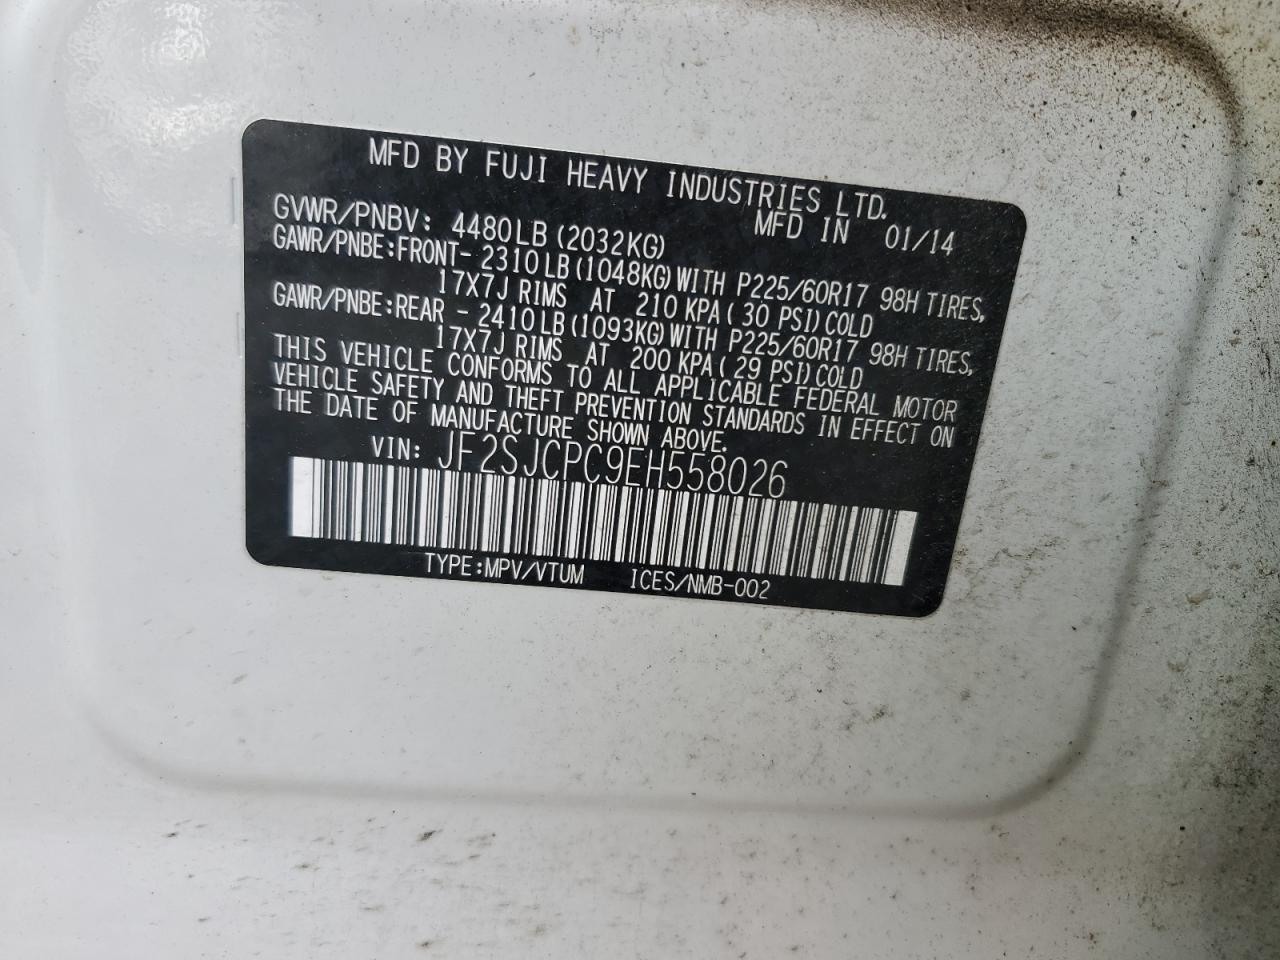 MFD BY FUJI HEAVY INDUSTRIES LTD.
MFD IN 01/14
GVWR/PNBV: 4480LB (2032KG)
GAWR/PNBE:FRONT- 2310LB(1048KG)WITH P225/60R17 98H TIRES,
17X7J RIMS AT 210 KPA( 30 PSI)COLD
GAWR/PNBE:REAR - 2410LB(1093KG)WITH P225/60R17 98H TIRES,
17X7J RIMS AT 200 KPA( 29 PSI)COLD
THIS VEHICLE CONFORMS TO ALL APPLICABLE FEDERAL MOTOR
VEHICLE SAFETY AND THEFT PREVENTION STANDARDS IN EFFECT ON
THE DATE OF MANUFACTURE SHOWN ABOVE.
VIN: JF2SJCPC9EH558026
TYPE:MPV/VTUM ICES/NMB-002